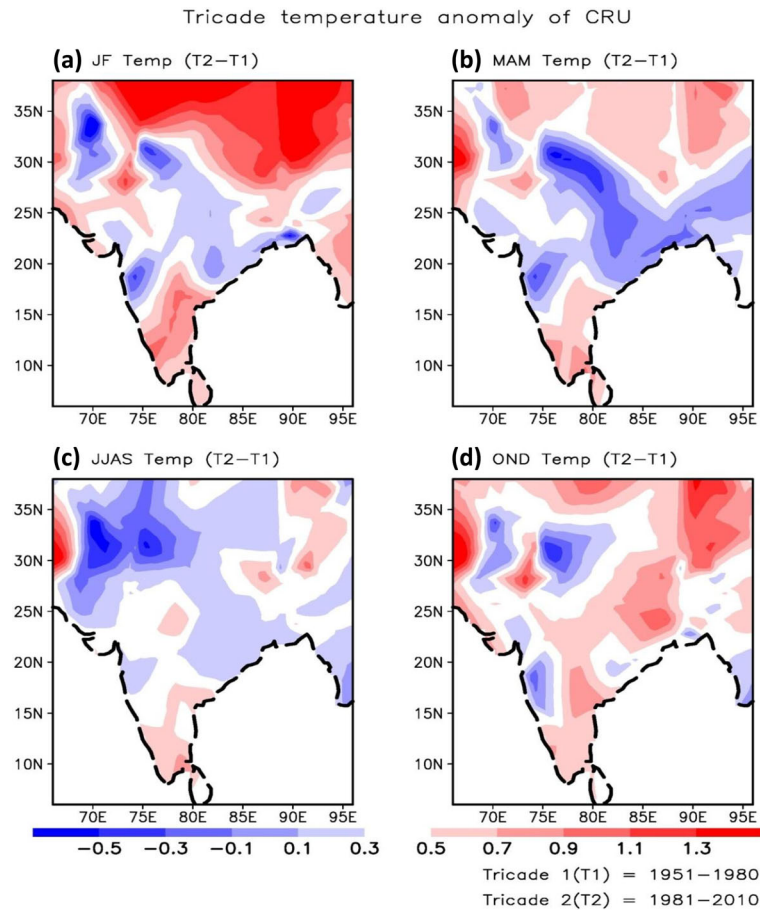 Tricade temperature anomaly of CRU
(a) JF Temp (T2−T1)
(b) MAM Temp (T2−T1)
35N
30N
25N
20N
15N
10N
70E 75E 80E 85E 90E 95E
35N
30N
25N
20N
15N
10N
70E 75E 80E 85E 90E 95E
(c) JJAS Temp (T2−T1)
(d) OND Temp (T2−T1)
35N
30N
25N
20N
15N
10N
70E 75E 80E 85E 90E 95E
35N
30N
25N
20N
15N
10N
70E 75E 80E 85E 90E 95E
−0.5 −0.3 −0.1 0.1 0.3
0.5 0.7 0.9 1.1 1.3
Tricade 1(T1) = 1951−1980
Tricade 2(T2) = 1981−2010